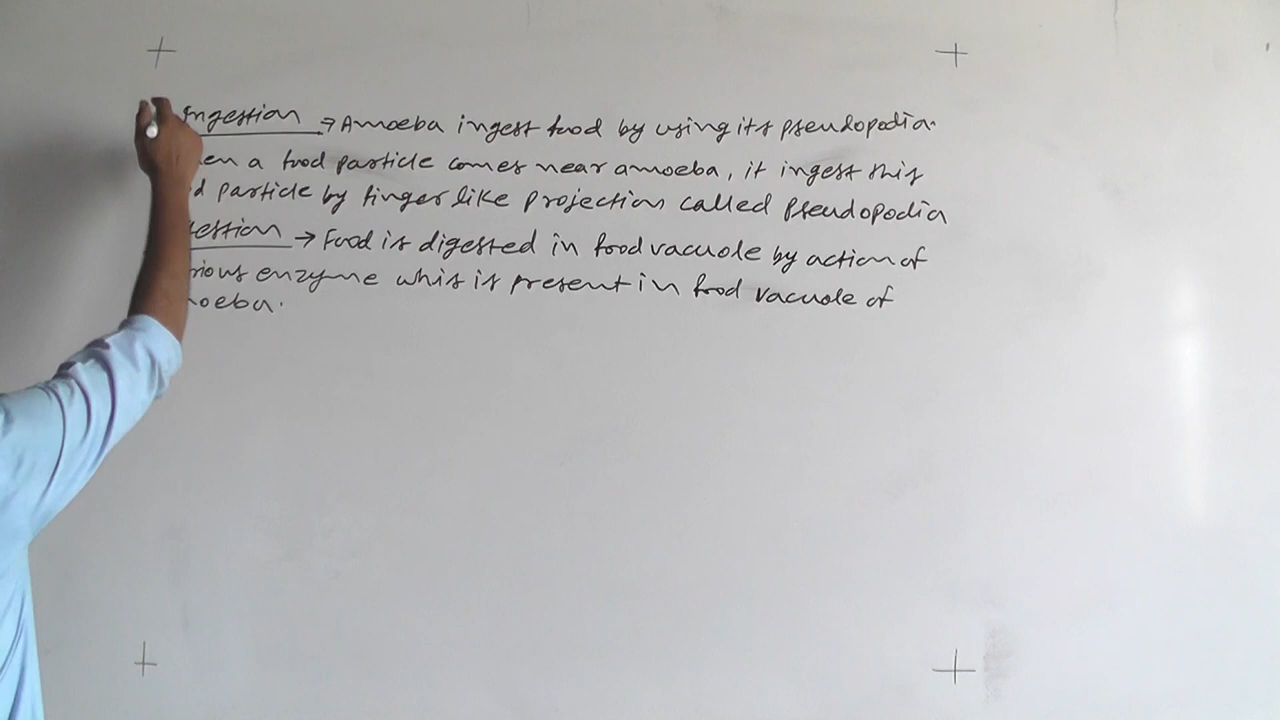 Ingestion → Amoeba ingest food by using its pseudopodia.
en a food particle comes near amoeba, it ingest this
d particle by finger like projection called Pseudopodia
estion → Food is digested in food vacuole by action of
rious enzyme whis is present in food vacuole of
oeba.